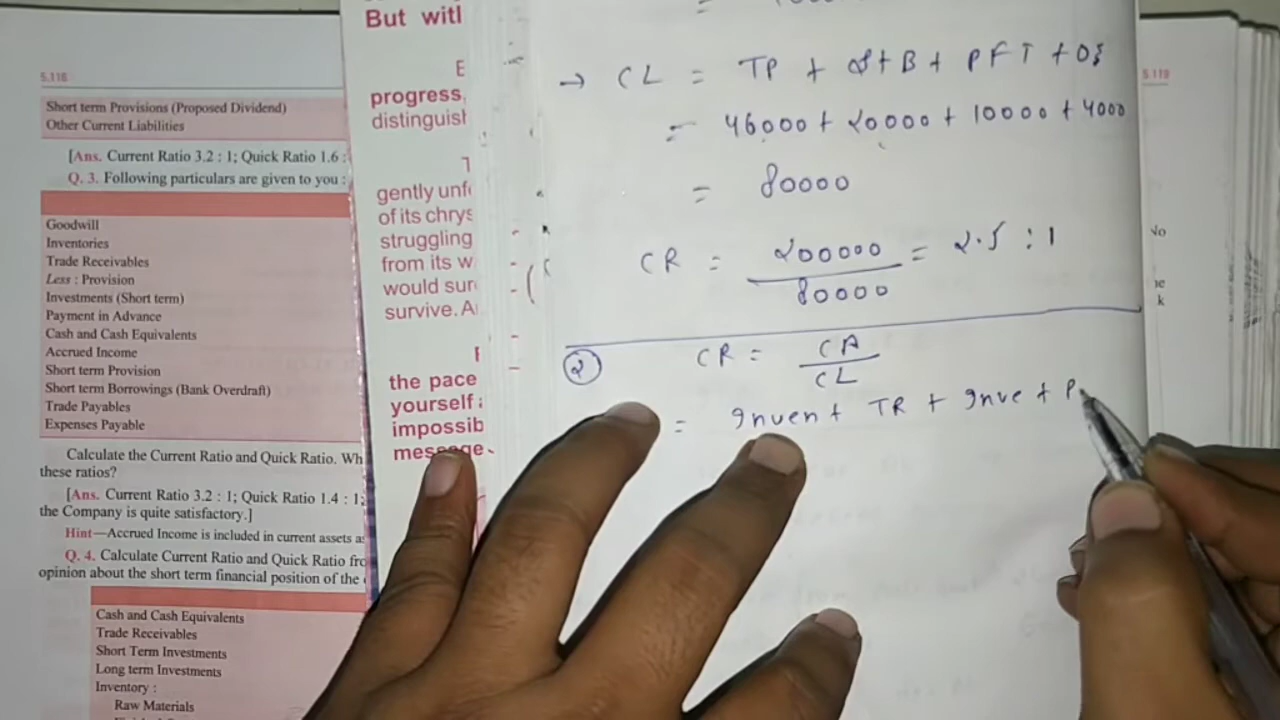 5.118
Short term Provisions (Proposed Dividend)
Other Current Liabilities
[Ans. Current Ratio 3.2 : 1; Quick Ratio 1.6 :
Q. 3. Following particulars are given to you :
Goodwill
Inventories
Trade Receivables
Less : Provision
Investments (Short term)
Payment in Advance
Cash and Cash Equivalents
Accrued Income
Short term Provision
Short term Borrowings (Bank Overdraft)
Trade Payables
Expenses Payable
Calculate the Current Ratio and Quick Ratio. Wh
these ratios?
[Ans. Current Ratio 3.2 : 1; Quick Ratio 1.4 : 1;
the Company is quite satisfactory.]
Hint—Accrued Income is included in current assets a
Q. 4. Calculate Current Ratio and Quick Ratio fro
opinion about the short term financial position of the
Cash and Cash Equivalents
Trade Receivables
Short Term Investments
Long term Investments
Inventory :
Raw Materials
But witl
E
progress,
distinguish
gently unf
of its chrys
struggling
from its w
would sur
survive. A
the pace
yourself
impossib
message
→ CL = TP + St B + PFT + OS
= 46000 + 20000 + 10000 + 4000
= 80000
CR = 200000 / 80000 = 2.5 : 1
② CR = CA / CL
= Inven + TR + Inve + P
5.119
No
k